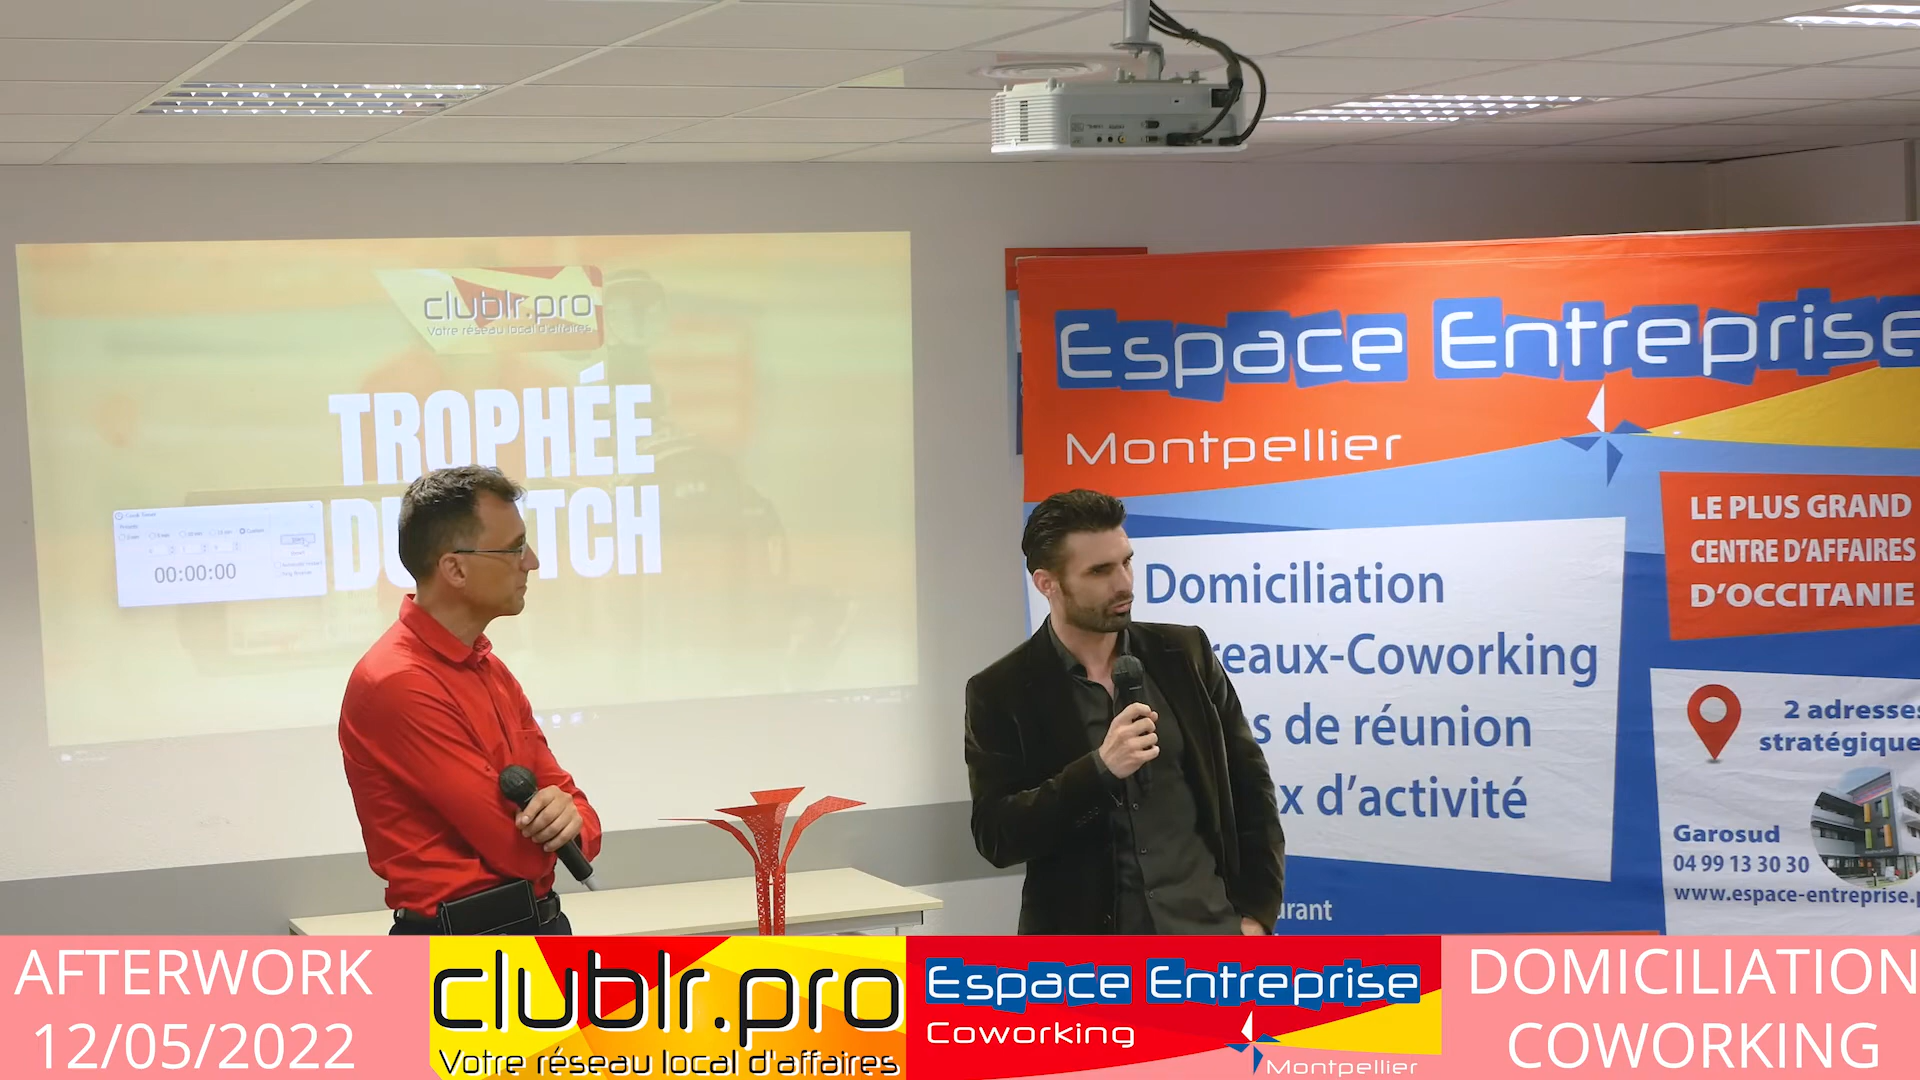 clublr.pro
Votre réseau local d'affaires
TROPHÉE
00:00:00
Espace Entreprise
Montpellier
LE PLUS GRAND
CENTRE D'AFFAIRES
D'OCCITANIE
Domiciliation
reaux-Coworking
s de réunion
x d'activité
urant
2 adresses
stratégique
Garosud
04 99 13 30 30
www.espace-entreprise.p
AFTERWORK
12/05/2022
clublr.pro
Votre réseau local d'affaires
Espace Entreprise
Coworking
Montpellier
DOMICILIATION
COWORKING